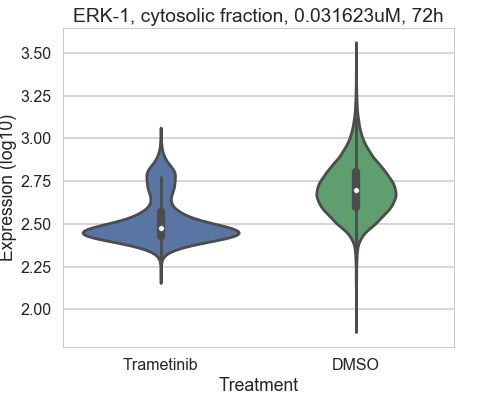 ERK-1, cytosolic fraction, 0.031623uM, 72h
Expression (log10)
3.50
3.25
3.00
2.75
2.50
2.25
2.00
Trametinib
DMSO
Treatment